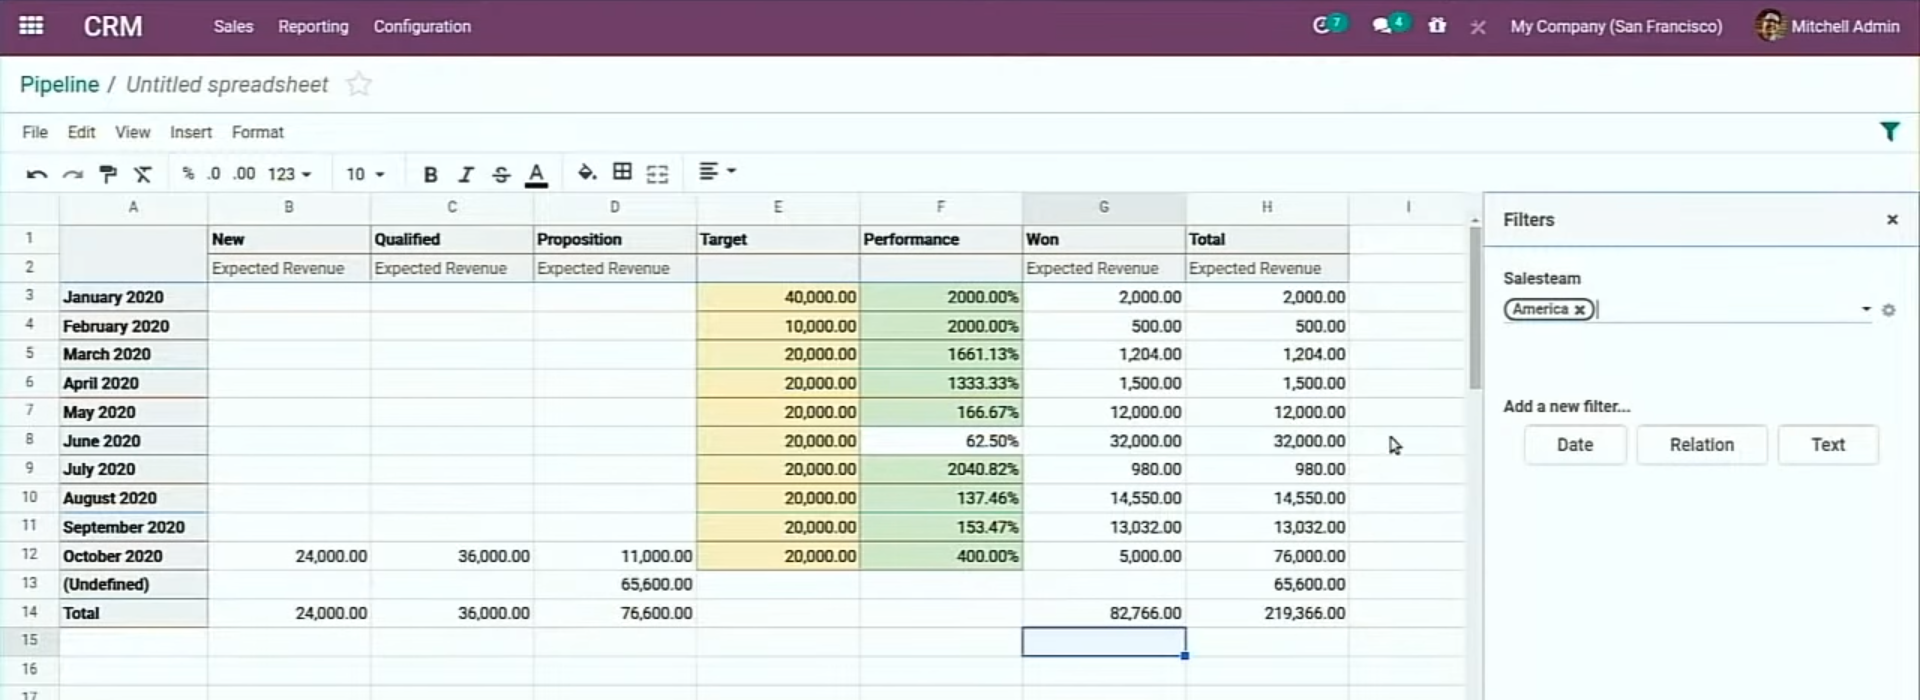 CRM Sales Reporting Configuration 7 4 My Company (San Francisco) Mitchell Admin
Pipeline / Untitled spreadsheet
File Edit View Insert Format
% .0 .00 123 10 B I S A
A B C D E F G H I
1 New Qualified Proposition Target Performance Won Total
2 Expected Revenue Expected Revenue Expected Revenue Expected Revenue Expected Revenue
3 January 2020 40,000.00 2000.00% 2,000.00 2,000.00
4 February 2020 10,000.00 2000.00% 500.00 500.00
5 March 2020 20,000.00 1661.13% 1,204.00 1,204.00
6 April 2020 20,000.00 1333.33% 1,500.00 1,500.00
7 May 2020 20,000.00 166.67% 12,000.00 12,000.00
8 June 2020 20,000.00 62.50% 32,000.00 32,000.00
9 July 2020 20,000.00 2040.82% 980.00 980.00
10 August 2020 20,000.00 137.46% 14,550.00 14,550.00
11 September 2020 20,000.00 153.47% 13,032.00 13,032.00
12 October 2020 24,000.00 36,000.00 11,000.00 20,000.00 400.00% 5,000.00 76,000.00
13 (Undefined) 65,600.00 65,600.00
14 Total 24,000.00 36,000.00 76,600.00 82,766.00 219,366.00
15
16
17
Filters ×
Salesteam
America ×
Add a new filter...
Date Relation Text